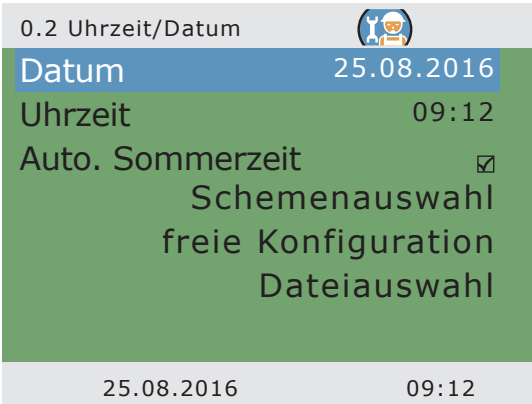 0.2 Uhrzeit/Datum
Datum 25.08.2016
Uhrzeit 09:12
Auto. Sommerzeit ☑
Schemenauswahl
freie Konfiguration
Dateiauswahl
25.08.2016 09:12